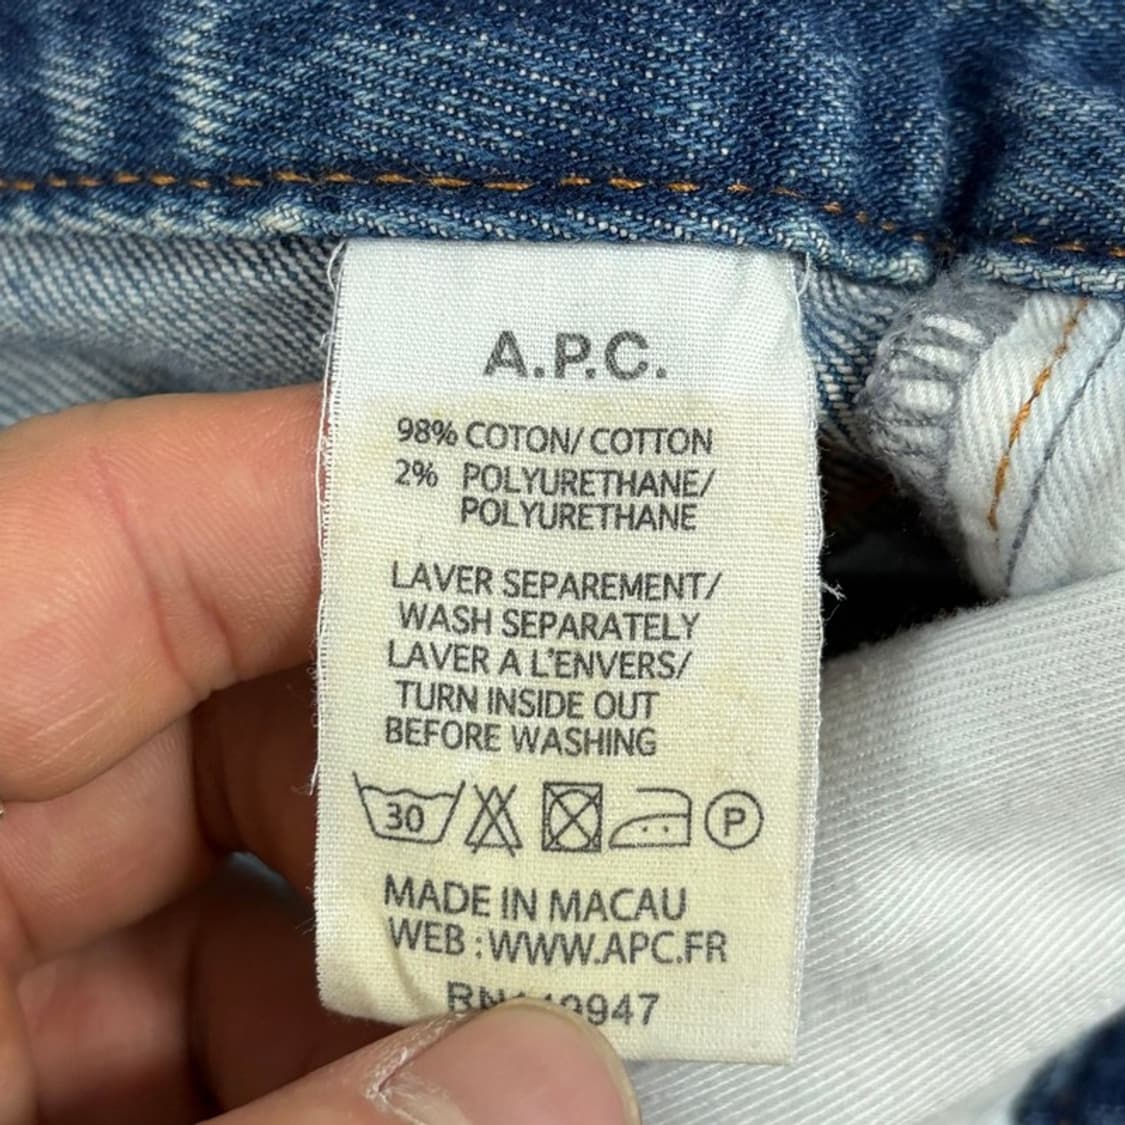 A.P.C.
98% COTON/ COTTON
2% POLYURETHANE/
POLYURETHANE
LAVER SEPAREMENT/
WASH SEPARATELY
LAVER A L'ENVERS/
TURN INSIDE OUT
BEFORE WASHING
30 P
MADE IN MACAU
WEB : WWW.APC.FR